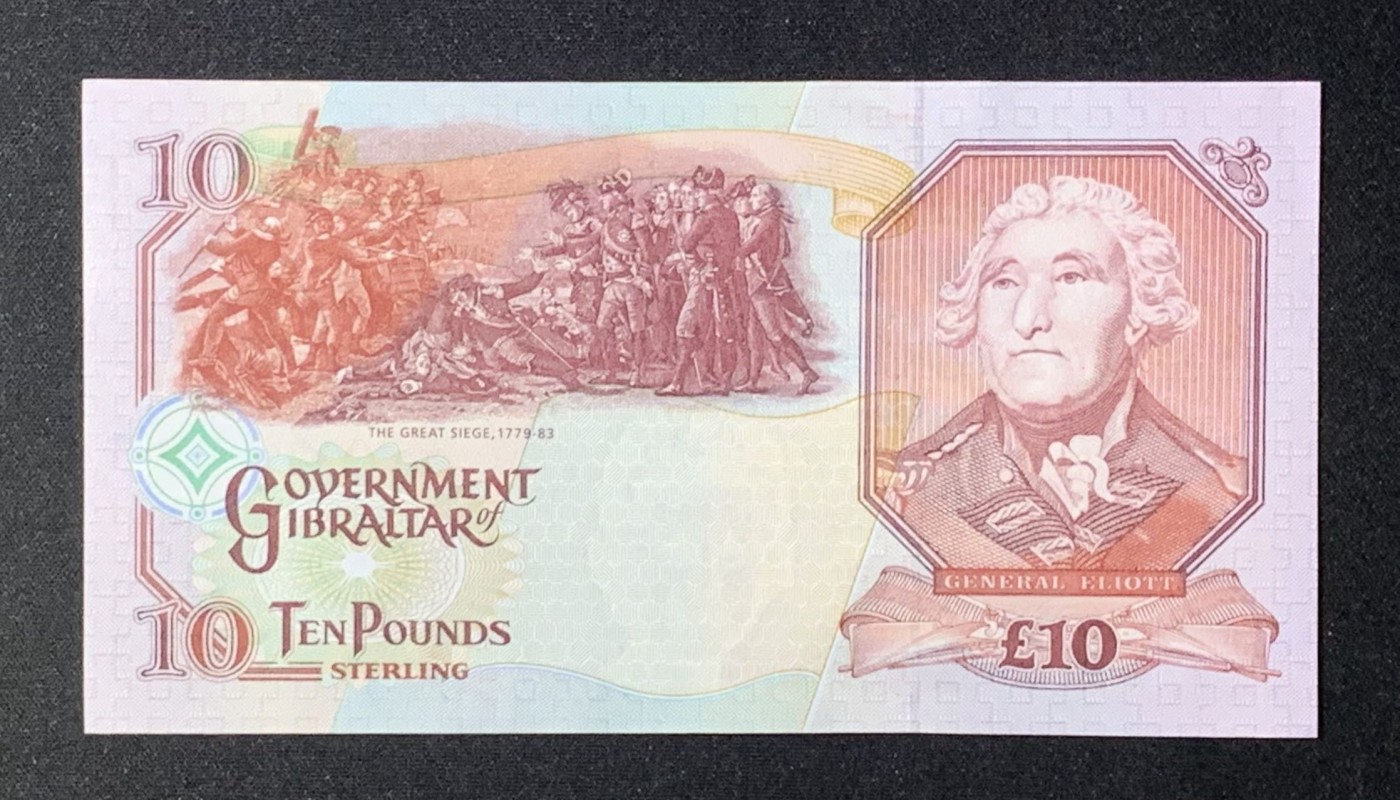 10
THE GREAT SIEGE, 1779-83
GOVERNMENT
of
GIBRALTAR
10
TEN POUNDS
STERLING
GENERAL ELIOTT
£10